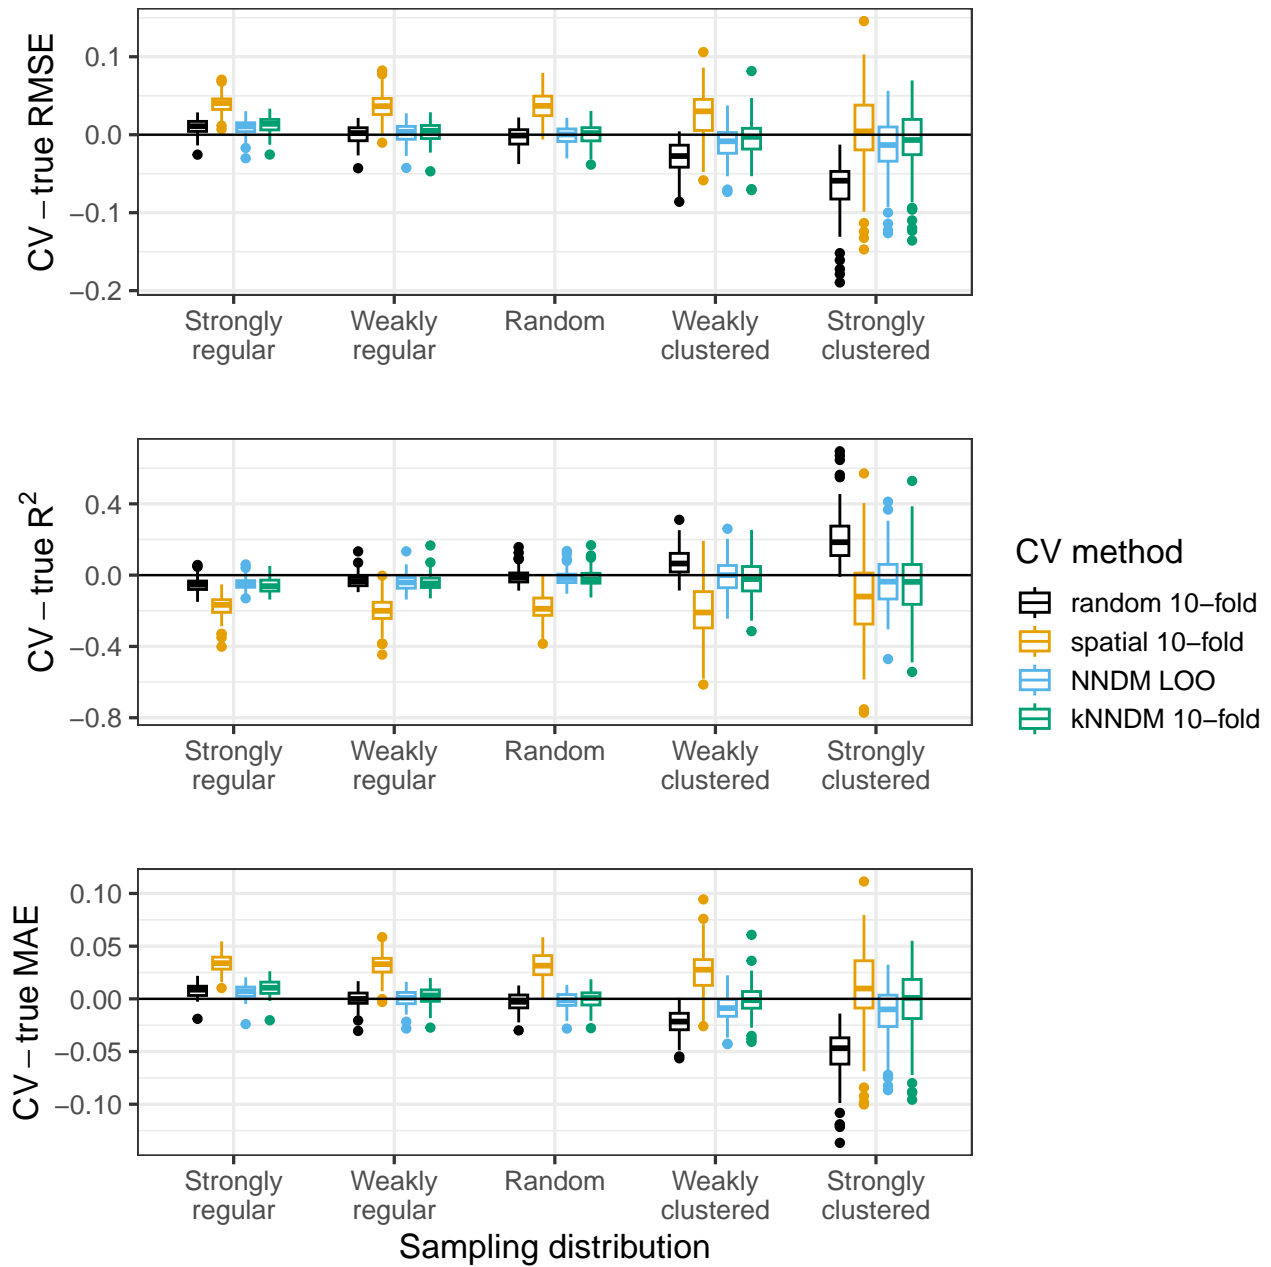 CV − true RMSE
0.1
0.0
−0.1
−0.2
Strongly regular
Weakly regular
Random
Weakly clustered
Strongly clustered
CV − true R²
0.4
0.0
−0.4
−0.8
Strongly regular
Weakly regular
Random
Weakly clustered
Strongly clustered
CV method
random 10−fold
spatial 10−fold
NNDM LOO
kNNDM 10−fold
CV − true MAE
0.10
0.05
0.00
−0.05
−0.10
Strongly regular
Weakly regular
Random
Weakly clustered
Strongly clustered
Sampling distribution